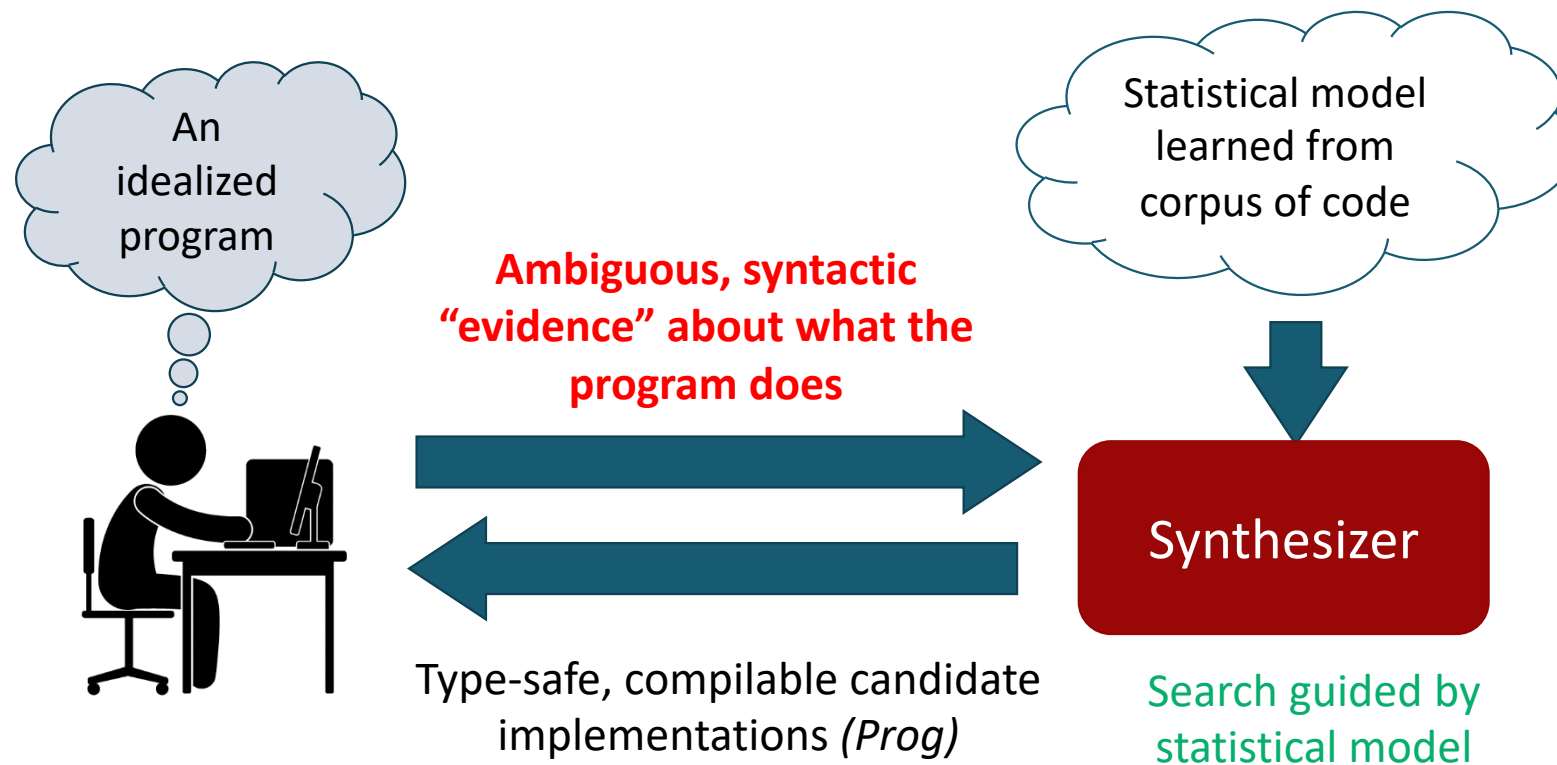 An
idealized
program
Statistical model
learned from
corpus of code
Ambiguous, syntactic
“evidence” about what the
program does
Synthesizer
Type-safe, compilable candidate
implementations (Prog)
Search guided by
statistical model